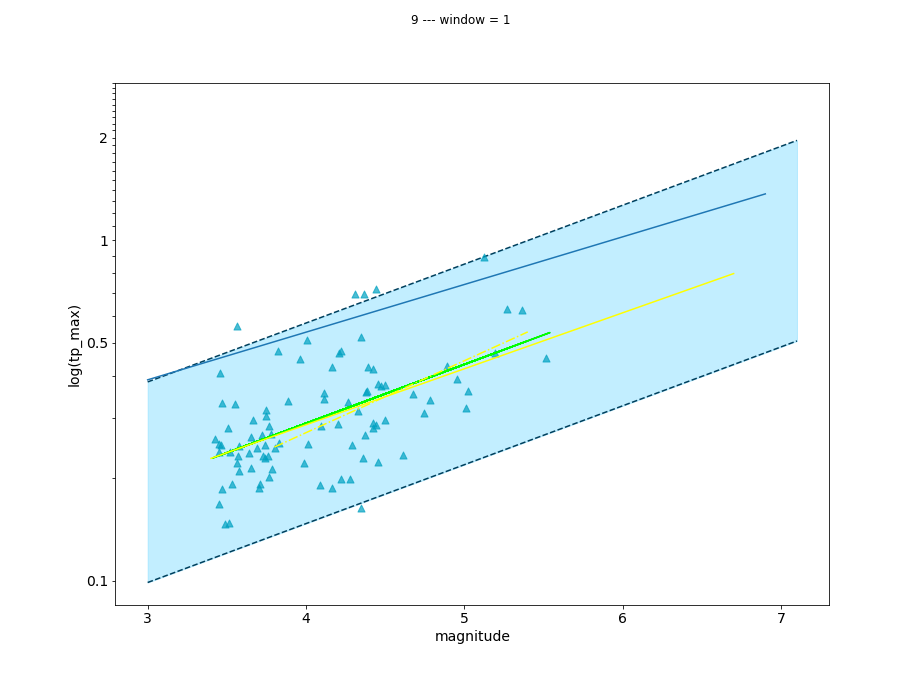 9 --- window = 1
2
1
0.5
0.1
log(tp_max)
3 4 5 6 7
magnitude